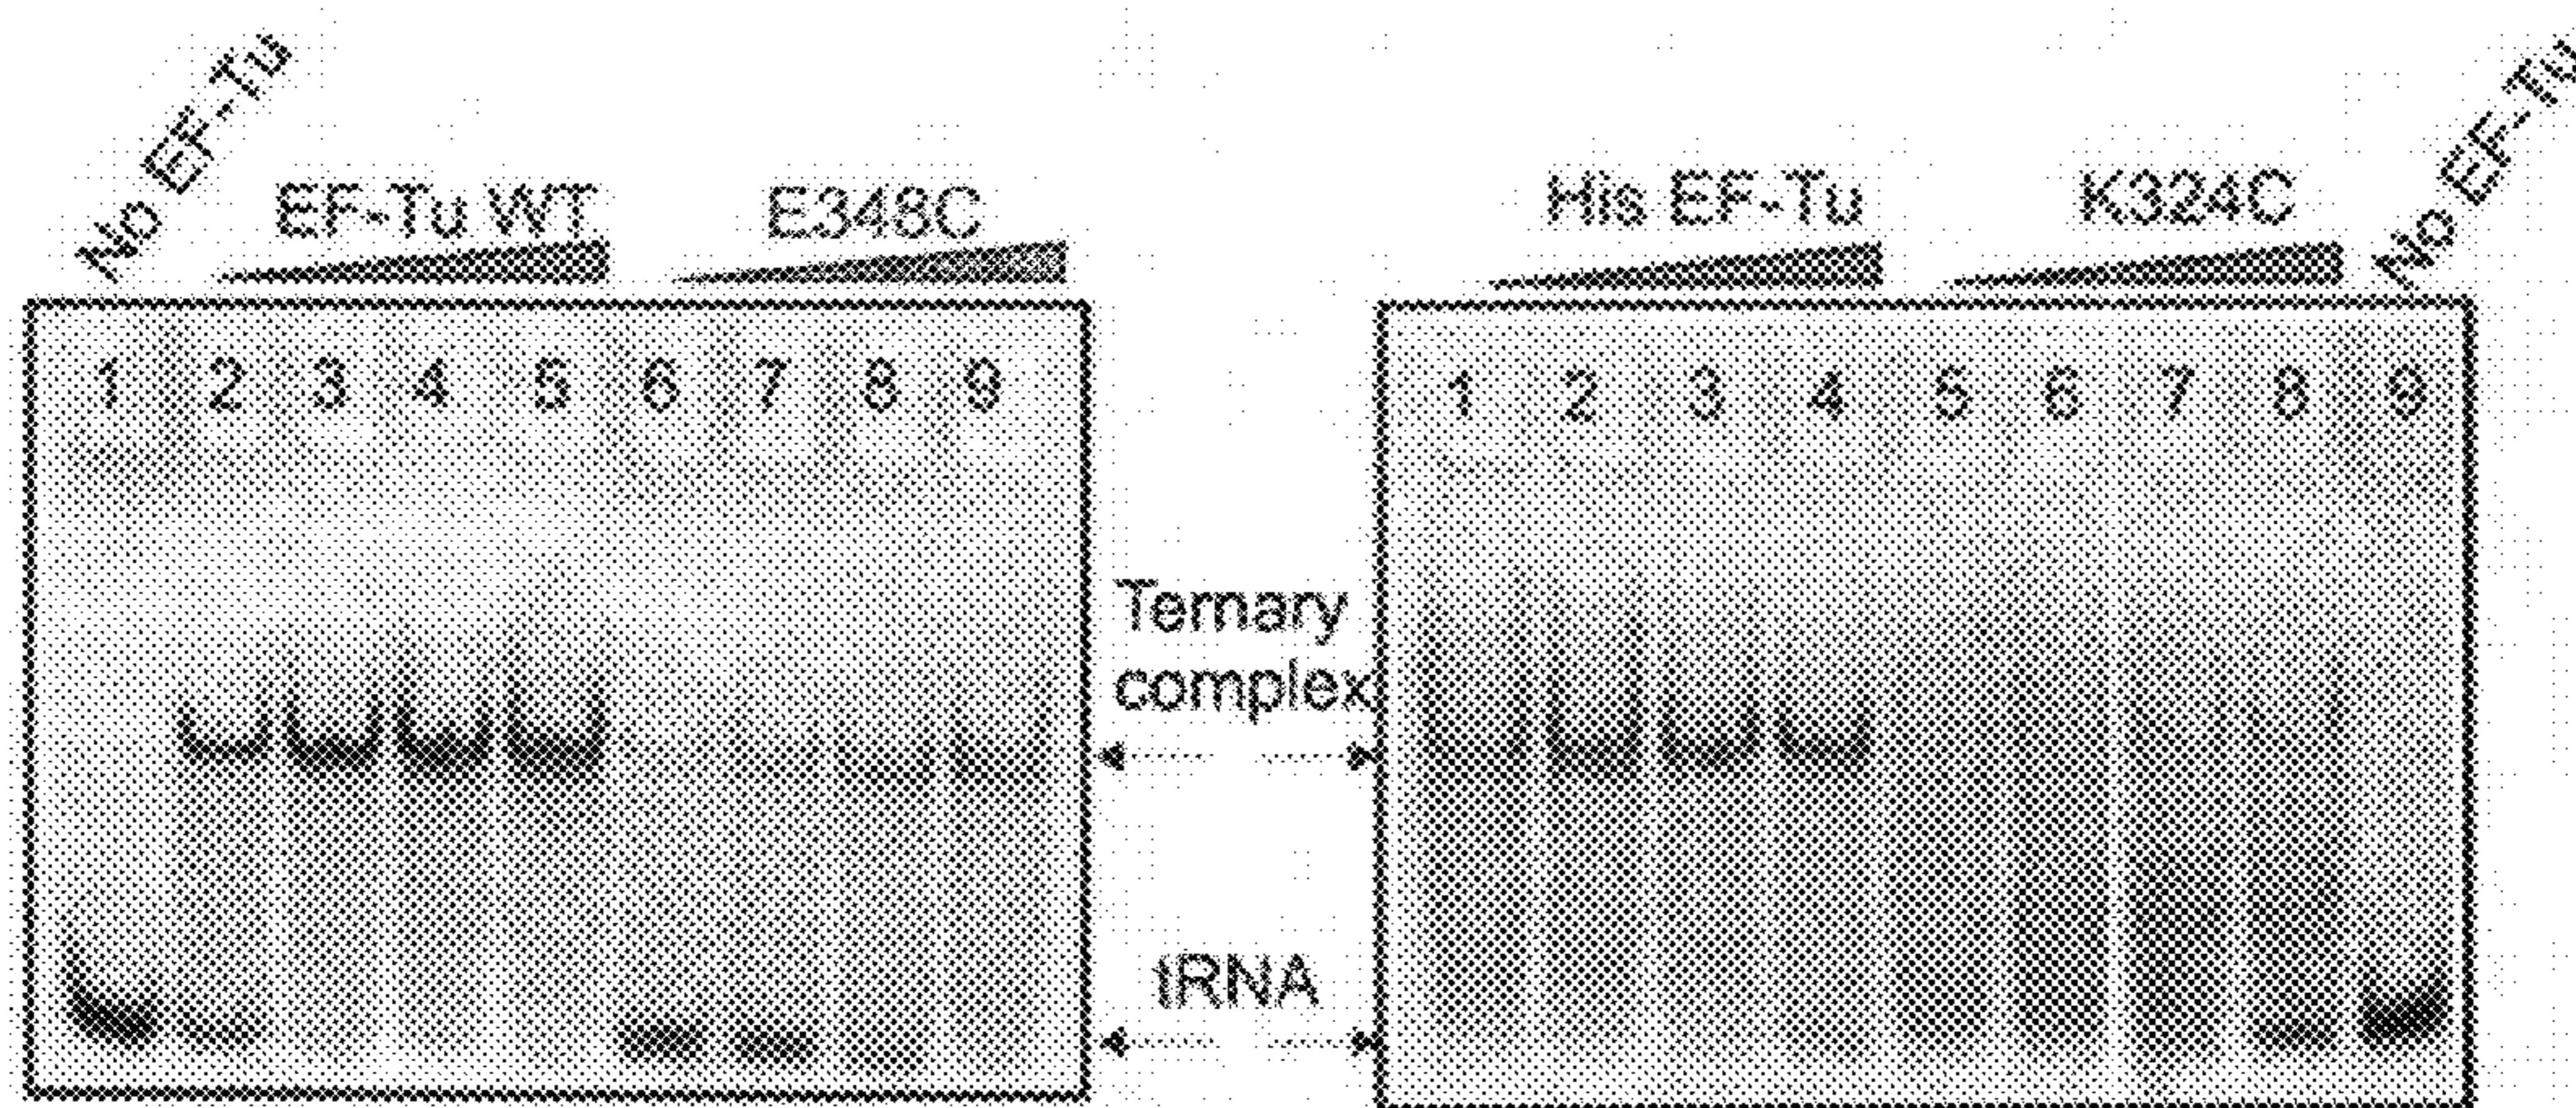 No EF-Tu
EF-Tu WT
E348C
1 2 3 4 5 6 7 8 9
Ternary
complex
tRNA
His EF-Tu
K324C
No EF-Tu
1 2 3 4 5 6 7 8 9